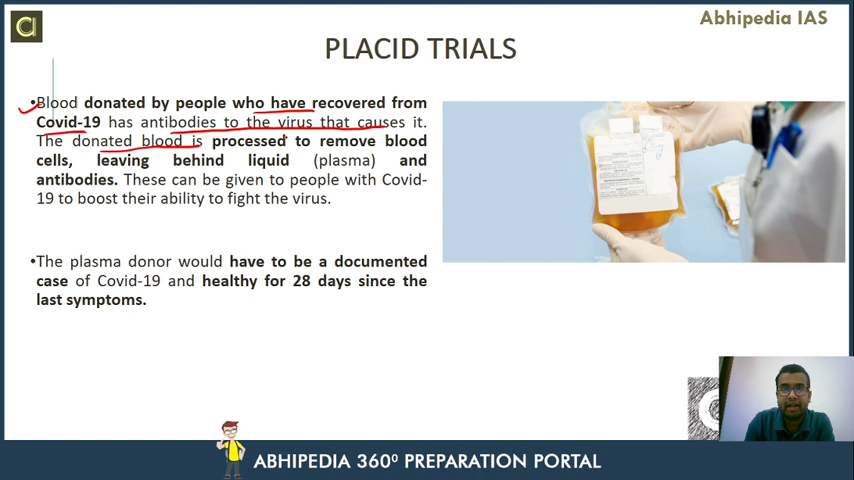 Abhipedia IAS
PLACID TRIALS
•Blood donated by people who have recovered from
Covid-19 has antibodies to the virus that causes it.
The donated blood is processed to remove blood
cells, leaving behind liquid (plasma) and
antibodies. These can be given to people with Covid-
19 to boost their ability to fight the virus.
•The plasma donor would have to be a documented
case of Covid-19 and healthy for 28 days since the
last symptoms.
ABHIPEDIA 360⁰ PREPARATION PORTAL